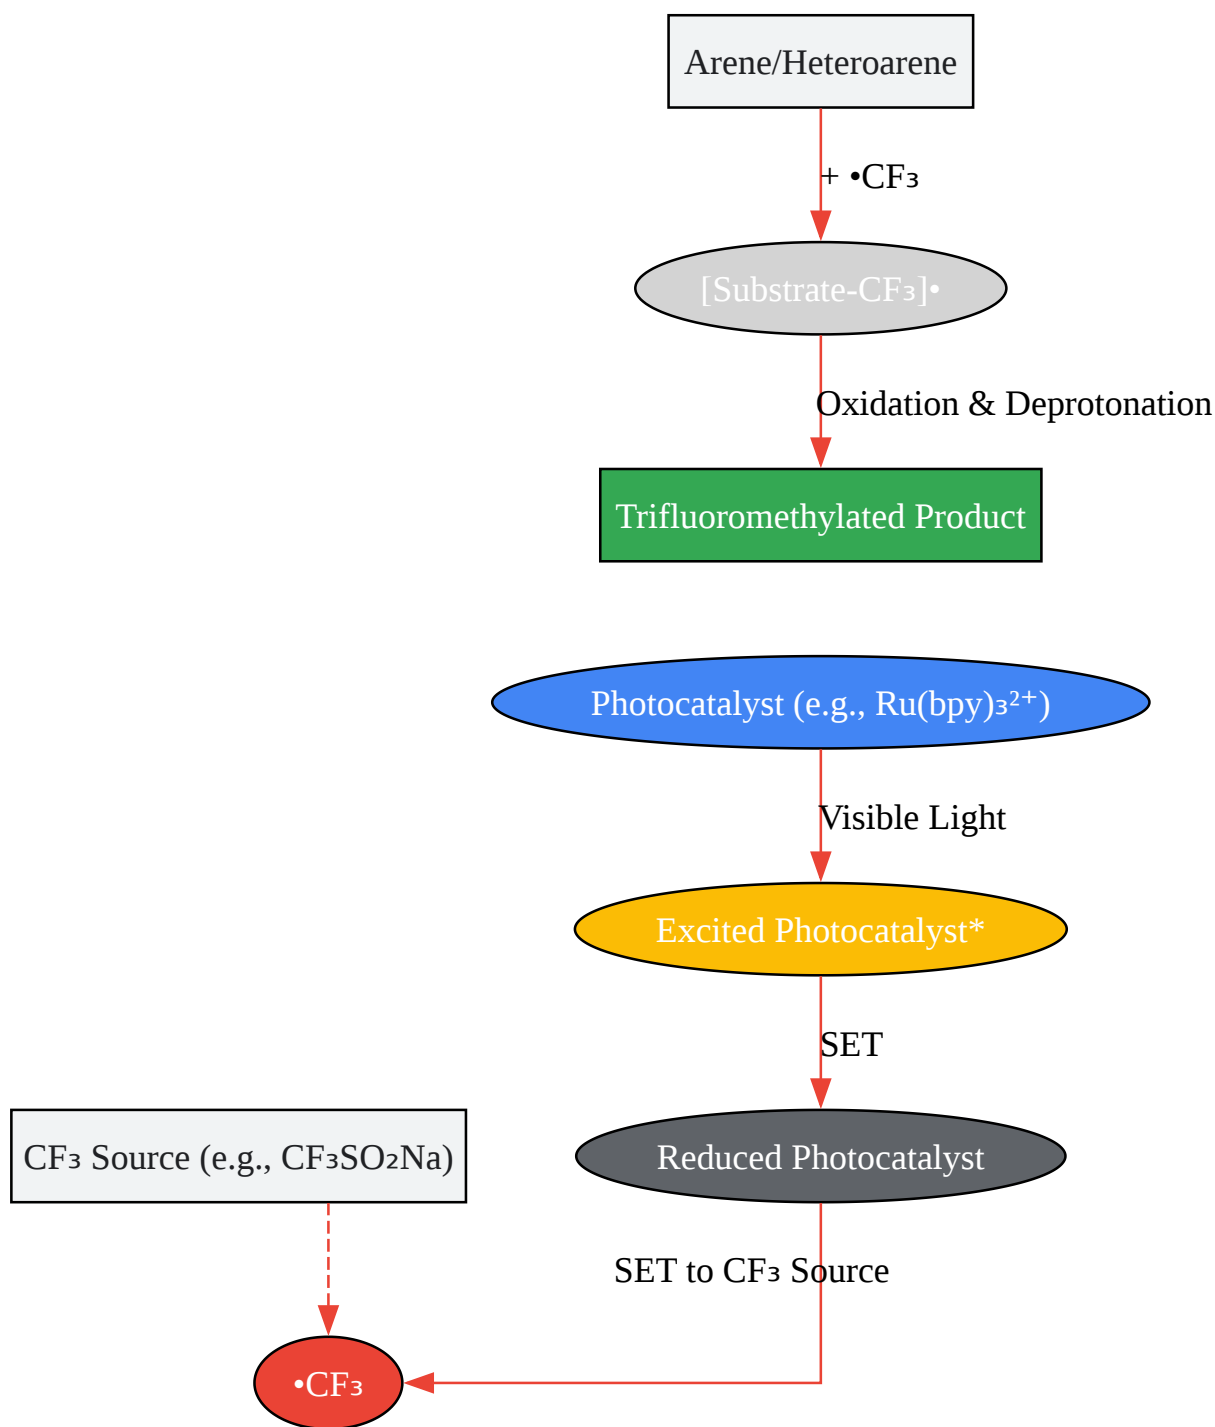 Arene/Heteroarene
+ •CF₃
[Substrate-CF₃]•
Oxidation & Deprotonation
Trifluoromethylated Product
Photocatalyst (e.g., Ru(bpy)₃²⁺)
Visible Light
Excited Photocatalyst*
SET
CF₃ Source (e.g., CF₃SO₂Na)
Reduced Photocatalyst
SET to CF₃ Source
•CF₃